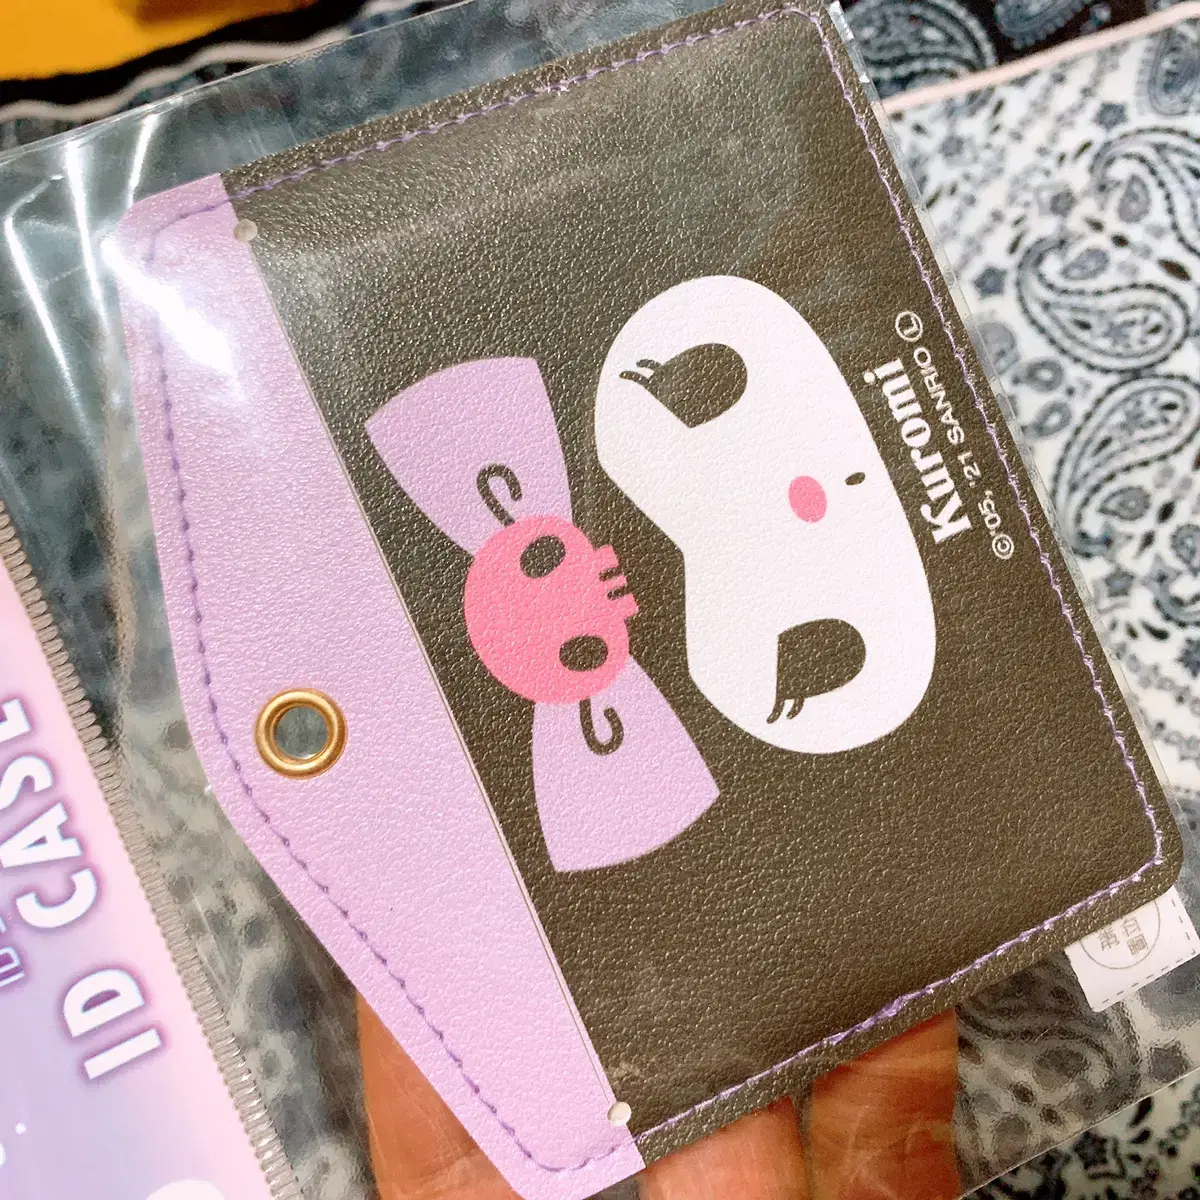 Kuromi
©'05, '21 SANRIO Ⓛ
ID CASE